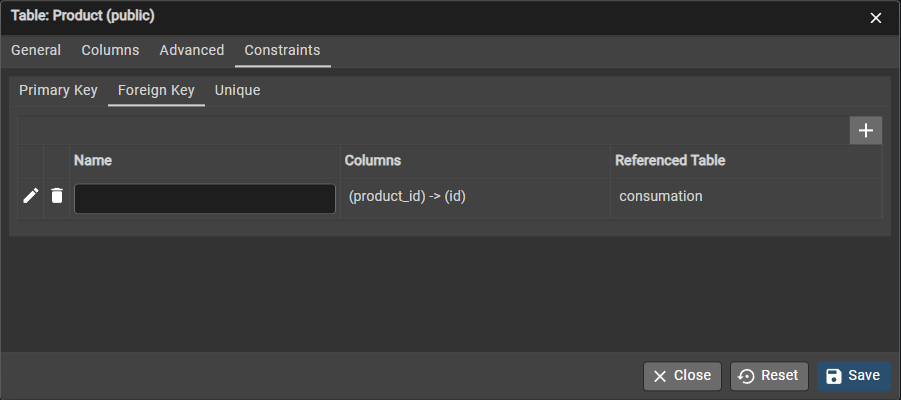 Table: Product (public)
General Columns Advanced Constraints
Primary Key Foreign Key Unique
Name Columns Referenced Table
(product_id) -> (id) consumation
Close Reset Save